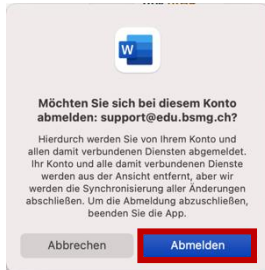 W
Möchten Sie sich bei diesem Konto
abmelden: support@edu.bsmg.ch?
Hierdurch werden Sie von Ihrem Konto und
allen damit verbundenen Diensten abgemeldet.
Ihr Konto und alle damit verbundenen Dienste
werden aus der Ansicht entfernt, aber wir
werden die Synchronisierung aller Änderungen
abschließen. Um die Abmeldung abzuschließen,
beenden Sie die App.
Abbrechen Abmelden